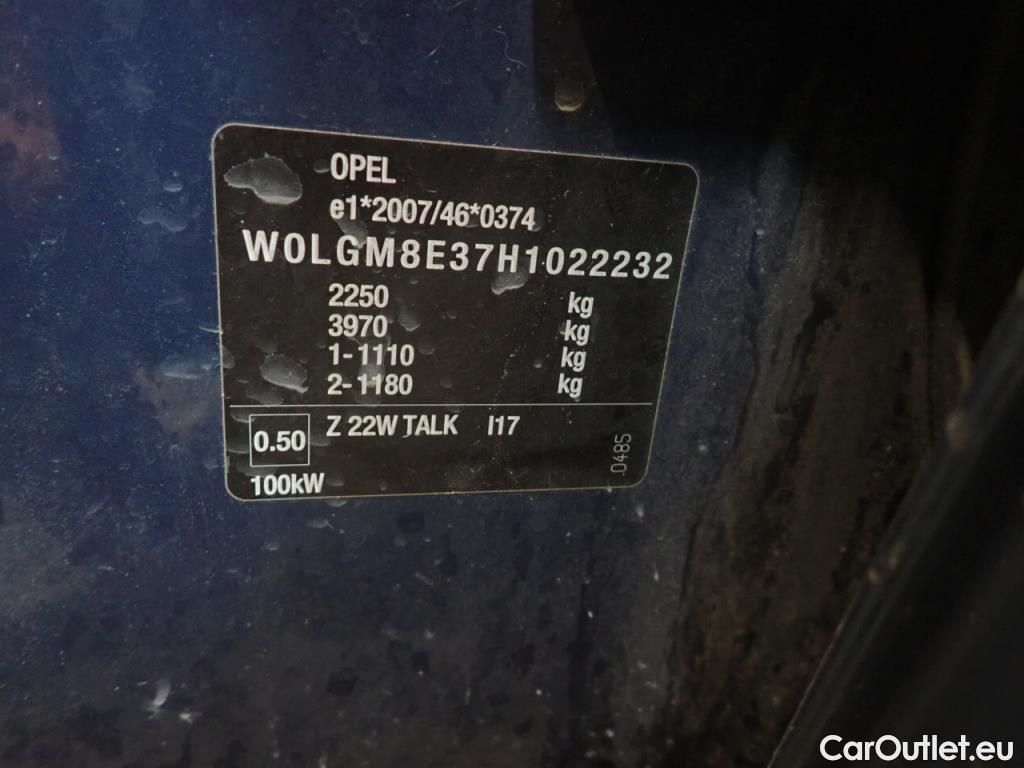 OPEL
e1*2007/46*0374
W0LGM8E37H1022232
2250 kg
3970 kg
1-1110 kg
2-1180 kg
0.50 Z 22W TALK I17
0485
100kW
CarOutlet.eu